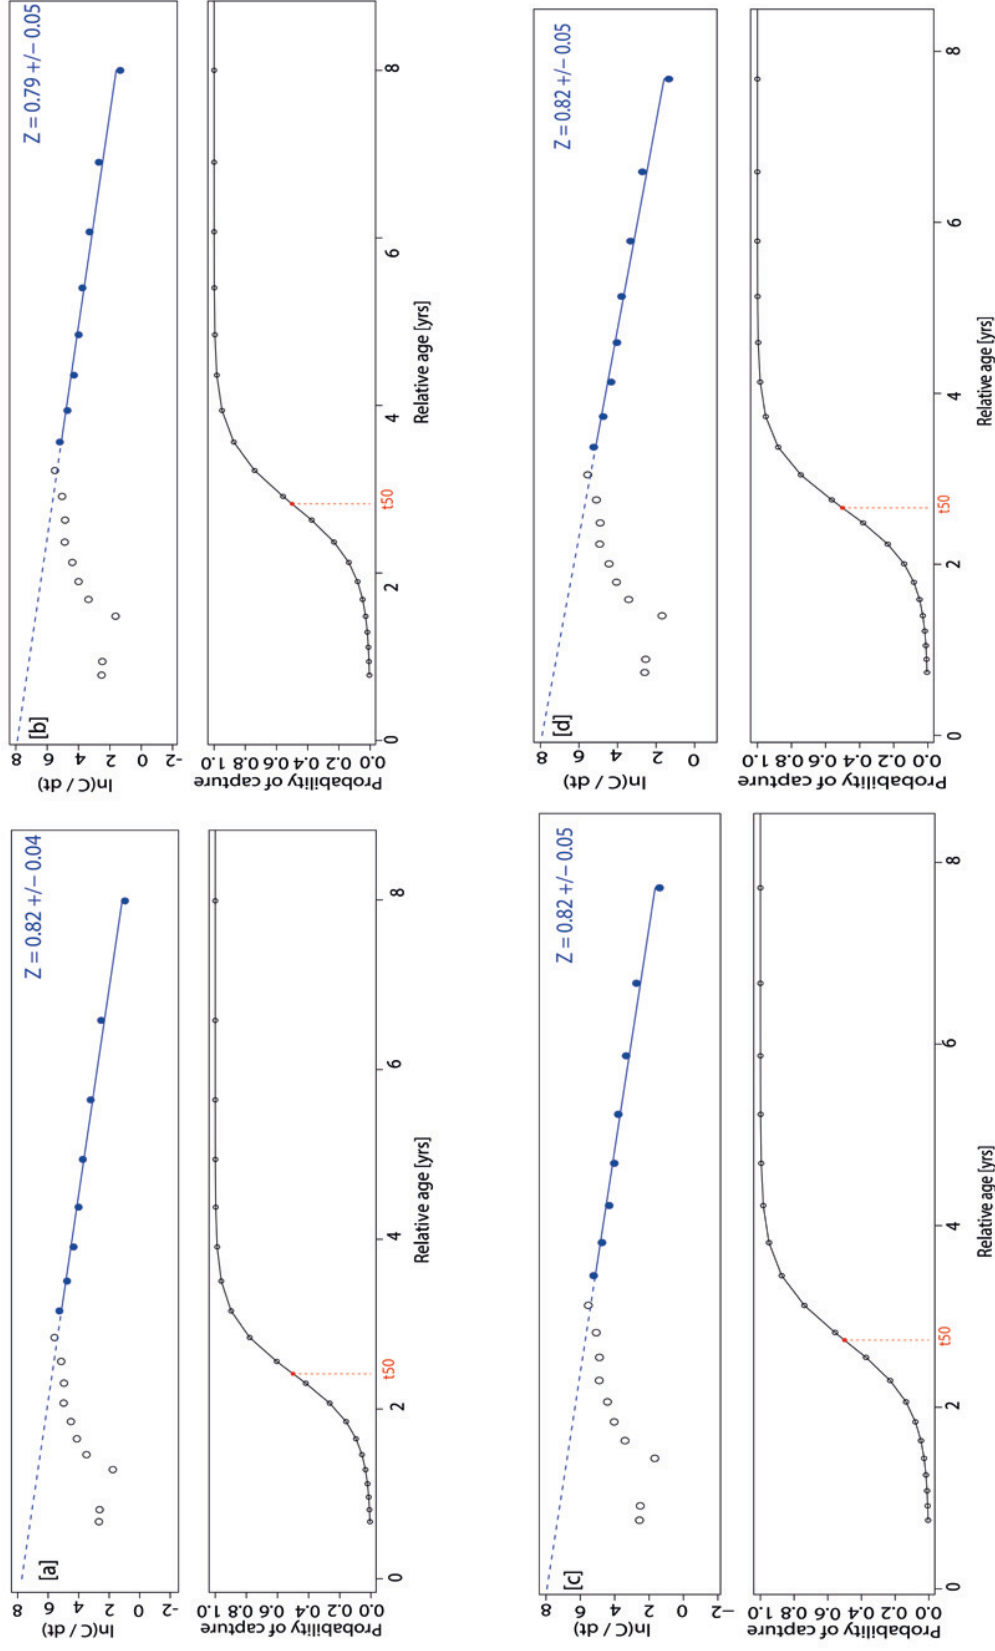 [a]
Z = 0.82 +/- 0.04
ln(C / dt)
8 6 4 2 0 -2
Probability of capture
1.0 0.8 0.6 0.4 0.2 0.0
t50
0 2 4 6 8
Relative age [yrs]
[b]
Z = 0.79 +/- 0.05
ln(C / dt)
8 6 4 2 0 -2
Probability of capture
1.0 0.8 0.6 0.4 0.2 0.0
t50
0 2 4 6 8
Relative age [yrs]
[c]
Z = 0.82 +/- 0.05
ln(C / dt)
8 6 4 2 0
Probability of capture
1.0 0.8 0.6 0.4 0.2 0.0
t50
0 2 4 6 8
Relative age [yrs]
[d]
Z = 0.82 +/- 0.05
ln(C / dt)
8 6 4 2 0
Probability of capture
1.0 0.8 0.6 0.4 0.2 0.0
t50
0 2 4 6 8
Relative age [yrs]